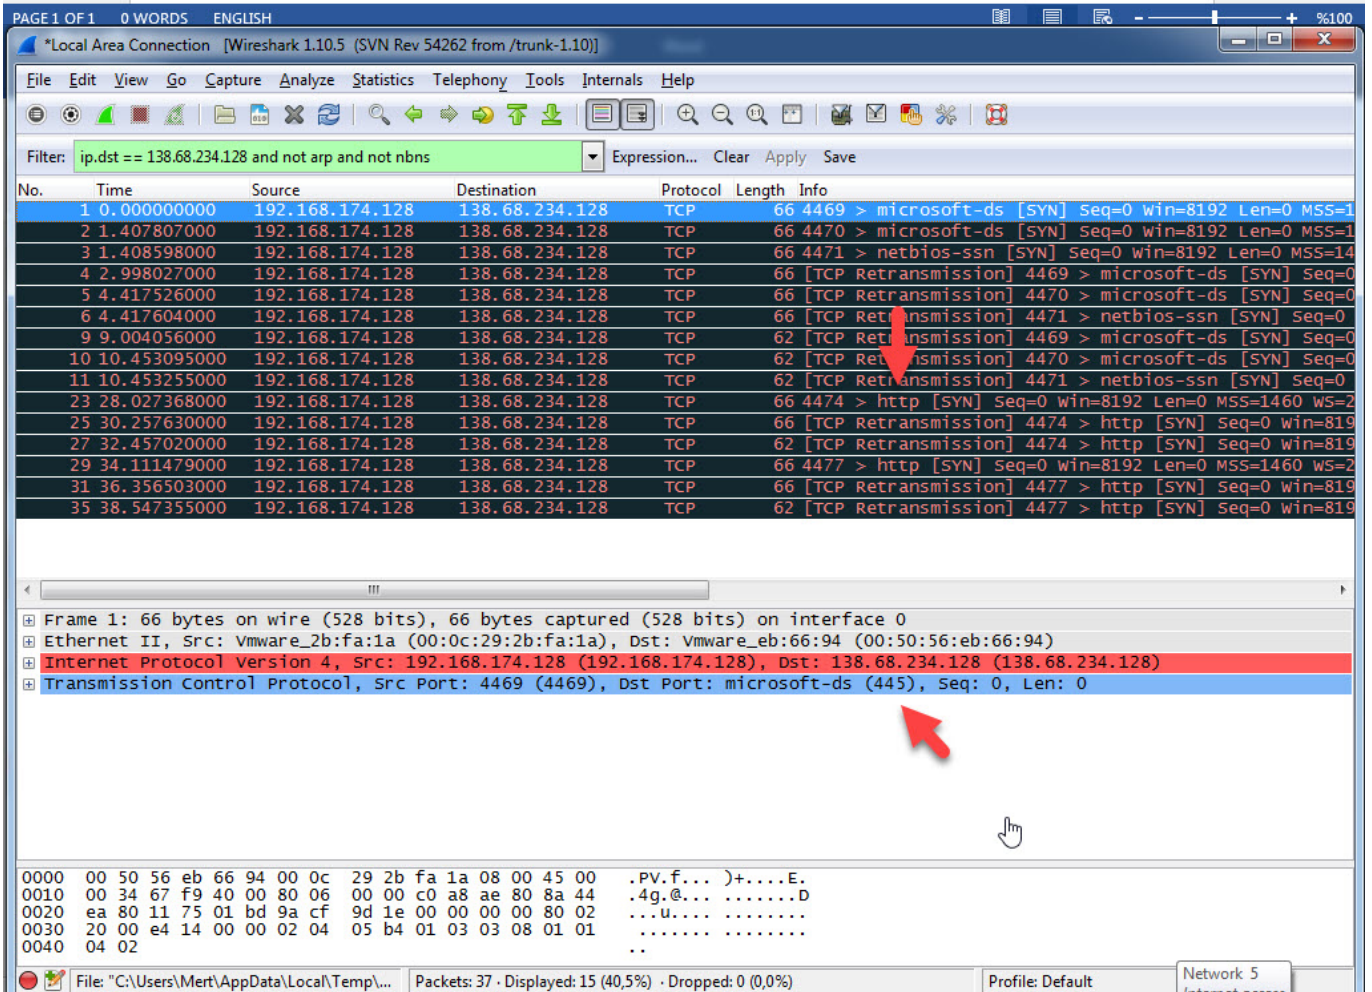 PAGE 1 OF 1 0 WORDS ENGLISH %100
*Local Area Connection [Wireshark 1.10.5 (SVN Rev 54262 from /trunk-1.10)]
File Edit View Go Capture Analyze Statistics Telephony Tools Internals Help
Filter: ip.dst == 138.68.234.128 and not arp and not nbns Expression... Clear Apply Save
No. Time Source Destination Protocol Length Info
1 0.000000000 192.168.174.128 138.68.234.128 TCP 66 4469 > microsoft-ds [SYN] Seq=0 Win=8192 Len=0 MSS=1
2 1.407807000 192.168.174.128 138.68.234.128 TCP 66 4470 > microsoft-ds [SYN] Seq=0 Win=8192 Len=0 MSS=1
3 1.408598000 192.168.174.128 138.68.234.128 TCP 66 4471 > netbios-ssn [SYN] Seq=0 Win=8192 Len=0 MSS=14
4 2.998027000 192.168.174.128 138.68.234.128 TCP 66 [TCP Retransmission] 4469 > microsoft-ds [SYN] Seq=0
5 4.417526000 192.168.174.128 138.68.234.128 TCP 66 [TCP Retransmission] 4470 > microsoft-ds [SYN] Seq=0
6 4.417604000 192.168.174.128 138.68.234.128 TCP 66 [TCP Retransmission] 4471 > netbios-ssn [SYN] Seq=0
9 9.004056000 192.168.174.128 138.68.234.128 TCP 62 [TCP Retransmission] 4469 > microsoft-ds [SYN] Seq=0
10 10.453095000 192.168.174.128 138.68.234.128 TCP 62 [TCP Retransmission] 4470 > microsoft-ds [SYN] Seq=0
11 10.453255000 192.168.174.128 138.68.234.128 TCP 62 [TCP Retransmission] 4471 > netbios-ssn [SYN] Seq=0
23 28.027368000 192.168.174.128 138.68.234.128 TCP 66 4474 > http [SYN] Seq=0 Win=8192 Len=0 MSS=1460 WS=2
25 30.257630000 192.168.174.128 138.68.234.128 TCP 66 [TCP Retransmission] 4474 > http [SYN] Seq=0 Win=819
27 32.457020000 192.168.174.128 138.68.234.128 TCP 62 [TCP Retransmission] 4474 > http [SYN] Seq=0 Win=819
29 34.111479000 192.168.174.128 138.68.234.128 TCP 66 4477 > http [SYN] Seq=0 Win=8192 Len=0 MSS=1460 WS=2
31 36.356503000 192.168.174.128 138.68.234.128 TCP 66 [TCP Retransmission] 4477 > http [SYN] Seq=0 Win=819
35 38.547355000 192.168.174.128 138.68.234.128 TCP 62 [TCP Retransmission] 4477 > http [SYN] Seq=0 Win=819
Frame 1: 66 bytes on wire (528 bits), 66 bytes captured (528 bits) on interface 0
Ethernet II, Src: Vmware_2b:fa:1a (00:0c:29:2b:fa:1a), Dst: Vmware_eb:66:94 (00:50:56:eb:66:94)
Internet Protocol Version 4, Src: 192.168.174.128 (192.168.174.128), Dst: 138.68.234.128 (138.68.234.128)
Transmission Control Protocol, Src Port: 4469 (4469), Dst Port: microsoft-ds (445), Seq: 0, Len: 0
0000 00 50 56 eb 66 94 00 0c 29 2b fa 1a 08 00 45 00 .PV.f... )+....E.
0010 00 34 67 f9 40 00 80 06 00 00 c0 a8 ae 80 8a 44 .4g.@... .......D
0020 ea 80 11 75 01 bd 9a cf 9d 1e 00 00 00 00 80 02 ...u.... ........
0030 20 00 e4 14 00 00 02 04 05 b4 01 03 03 08 01 01 ....... ........
0040 04 02 ..
File: "C:\Users\Mert\AppData\Local\Temp\... Packets: 37 · Displayed: 15 (40,5%) · Dropped: 0 (0,0%) Profile: Default
Network 5